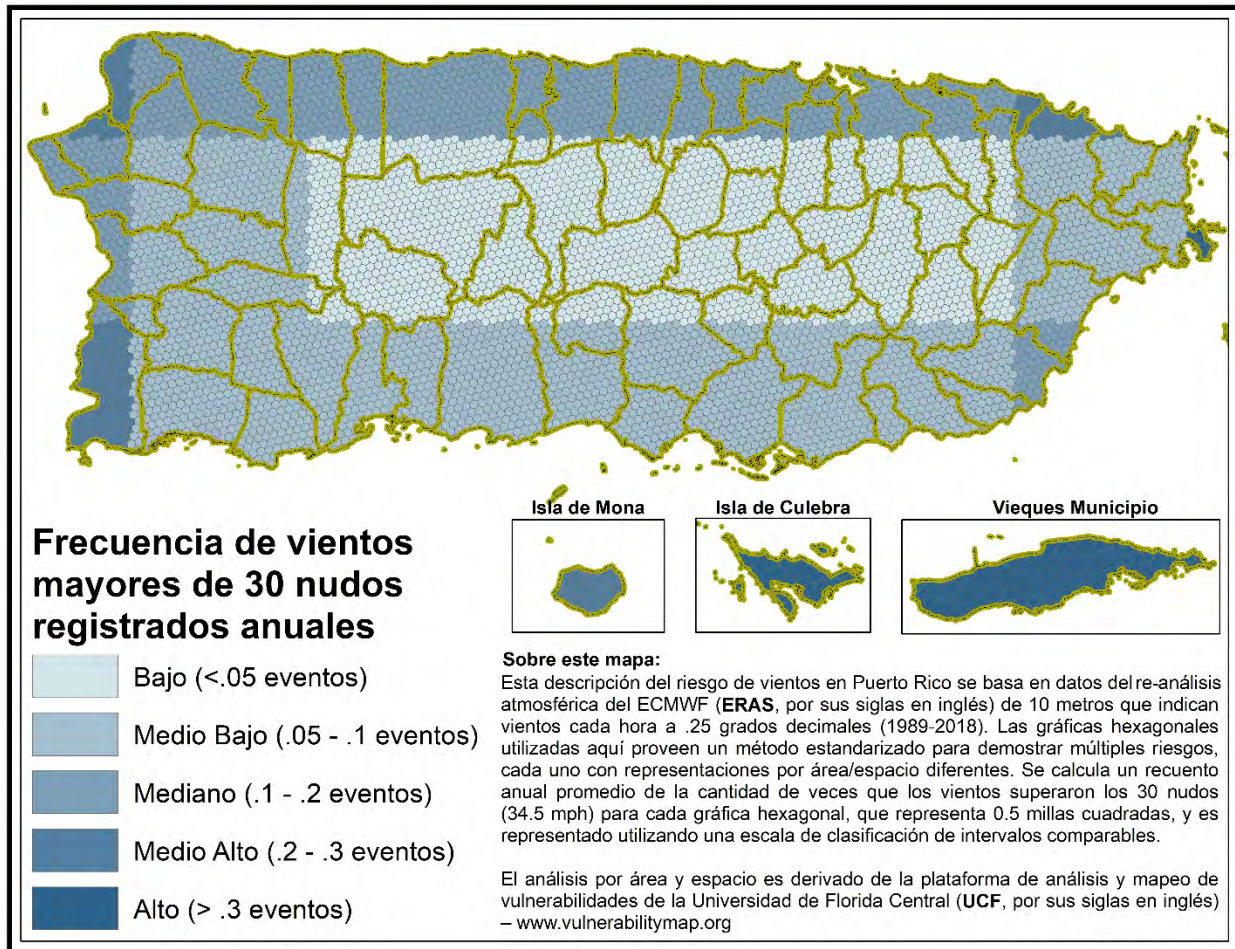 Isla de Mona
Isla de Culebra
Vieques Municipio
Frecuencia de vientos
mayores de 30 nudos
registrados anuales
Bajo (<.05 eventos)
Medio Bajo (.05 - .1 eventos)
Mediano (.1 - .2 eventos)
Medio Alto (.2 - .3 eventos)
Alto (> .3 eventos)
Sobre este mapa:
Esta descripción del riesgo de vientos en Puerto Rico se basa en datos del re-análisis
atmosférica del ECMWF (ERAS, por sus siglas en inglés) de 10 metros que indican
vientos cada hora a .25 grados decimales (1989-2018). Las gráficas hexagonales
utilizadas aquí proveen un método estandarizado para demostrar múltiples riesgos,
cada uno con representaciones por área/espacio diferentes. Se calcula un recuento
anual promedio de la cantidad de veces que los vientos superaron los 30 nudos
(34.5 mph) para cada gráfica hexagonal, que representa 0.5 millas cuadradas, y es
representado utilizando una escala de clasificación de intervalos comparables.
El análisis por área y espacio es derivado de la plataforma de análisis y mapeo de
vulnerabilidades de la Universidad de Florida Central (UCF, por sus siglas en inglés)
– www.vulnerabilitymap.org